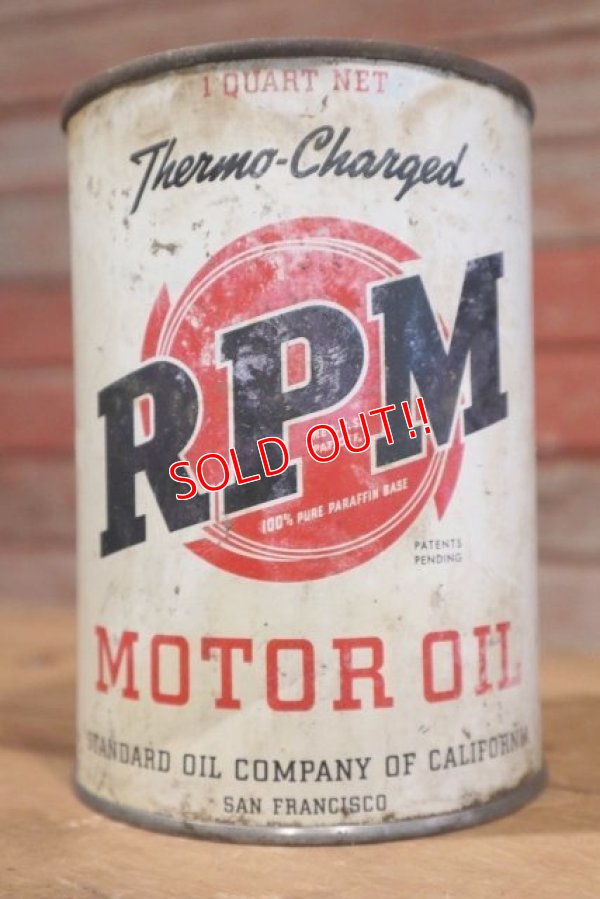 1 QUART NET
Thermo-Charged
RPM
SOLD OUT!!
100% PURE PARAFFIN BASE
PATENTS
PENDING
MOTOR OIL
STANDARD OIL COMPANY OF CALIFORNIA
SAN FRANCISCO